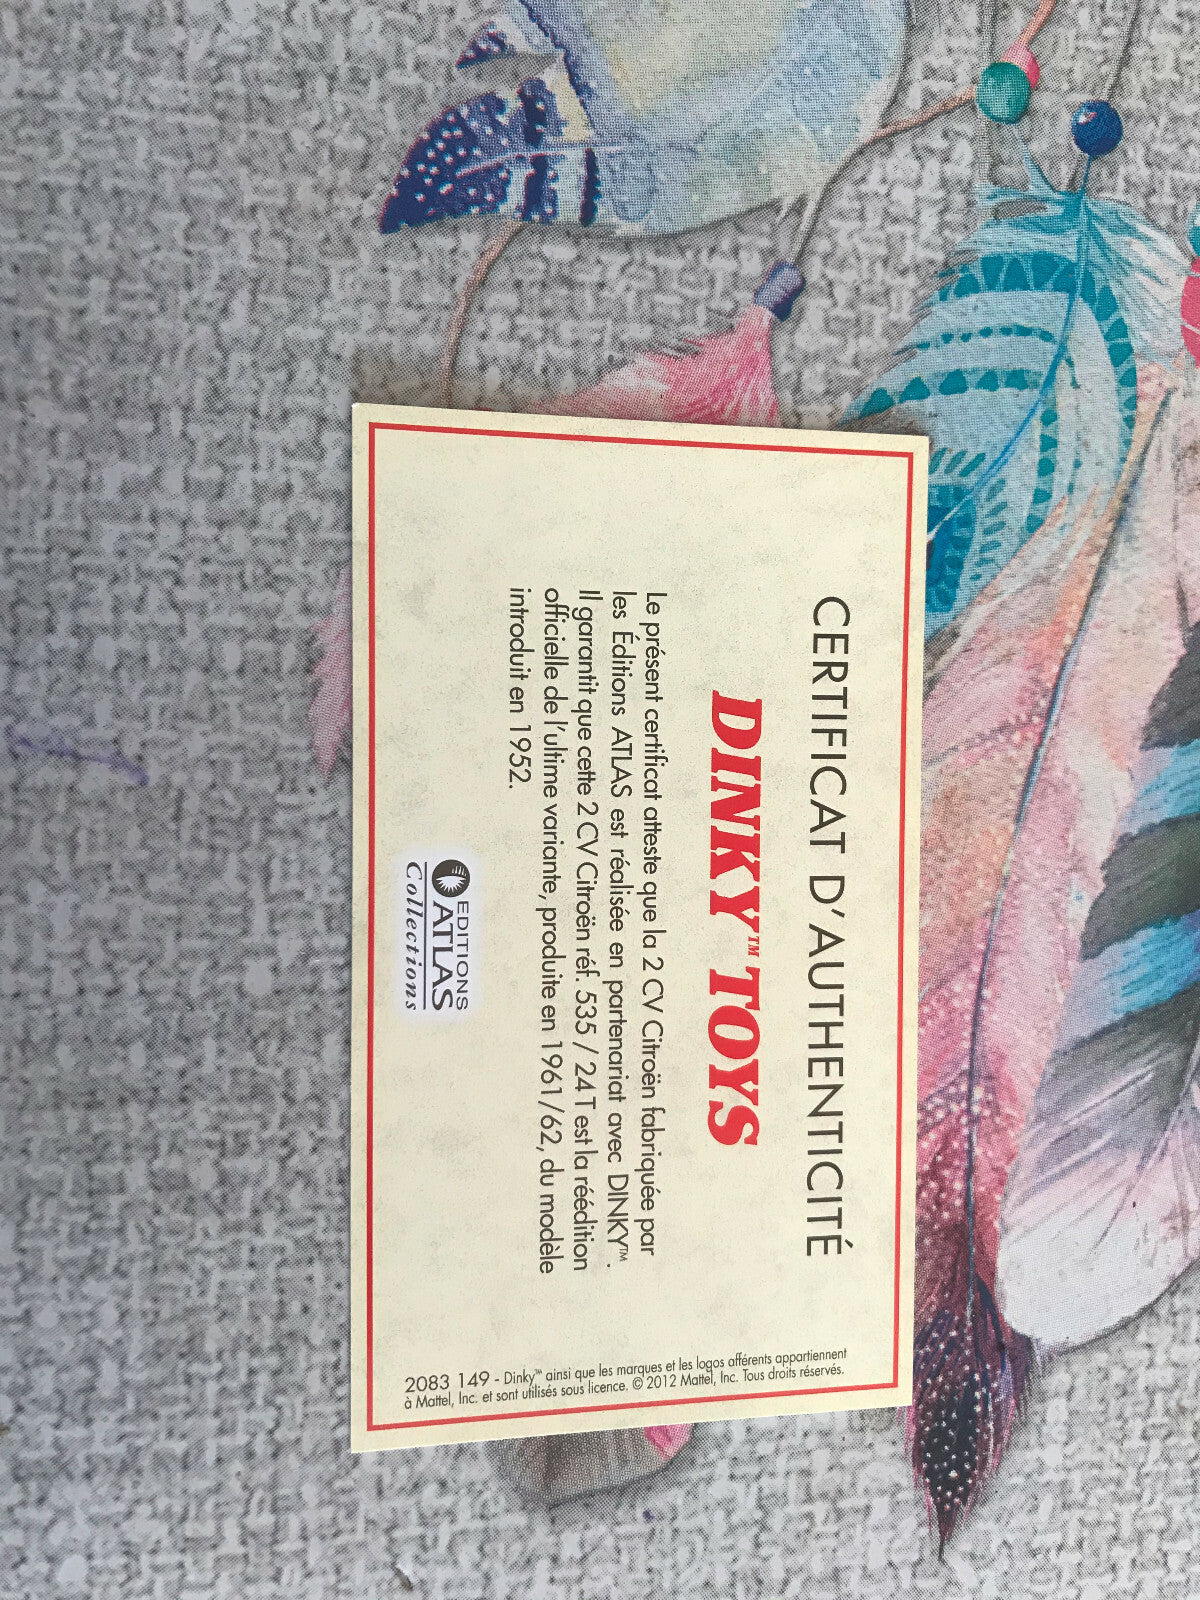 CERTIFICAT D'AUTHENTICITÉ
DINKY™ TOYS
Le présent certificat atteste que la 2 CV Citroën fabriquée par
les Éditions ATLAS est réalisée en partenariat avec DINKY™.
Il garantit que cette 2 CV Citroën réf. 535 / 24 T est la réédition
officielle de l'ultime variante, produite en 1961/62, du modèle
introduit en 1952.
EDITIONS
ATLAS
Collections
2083 149 - Dinky™ ainsi que les marques et les logos afférents appartiennent
à Mattel, Inc. et sont utilisés sous licence. © 2012 Mattel, Inc. Tous droits réservés.